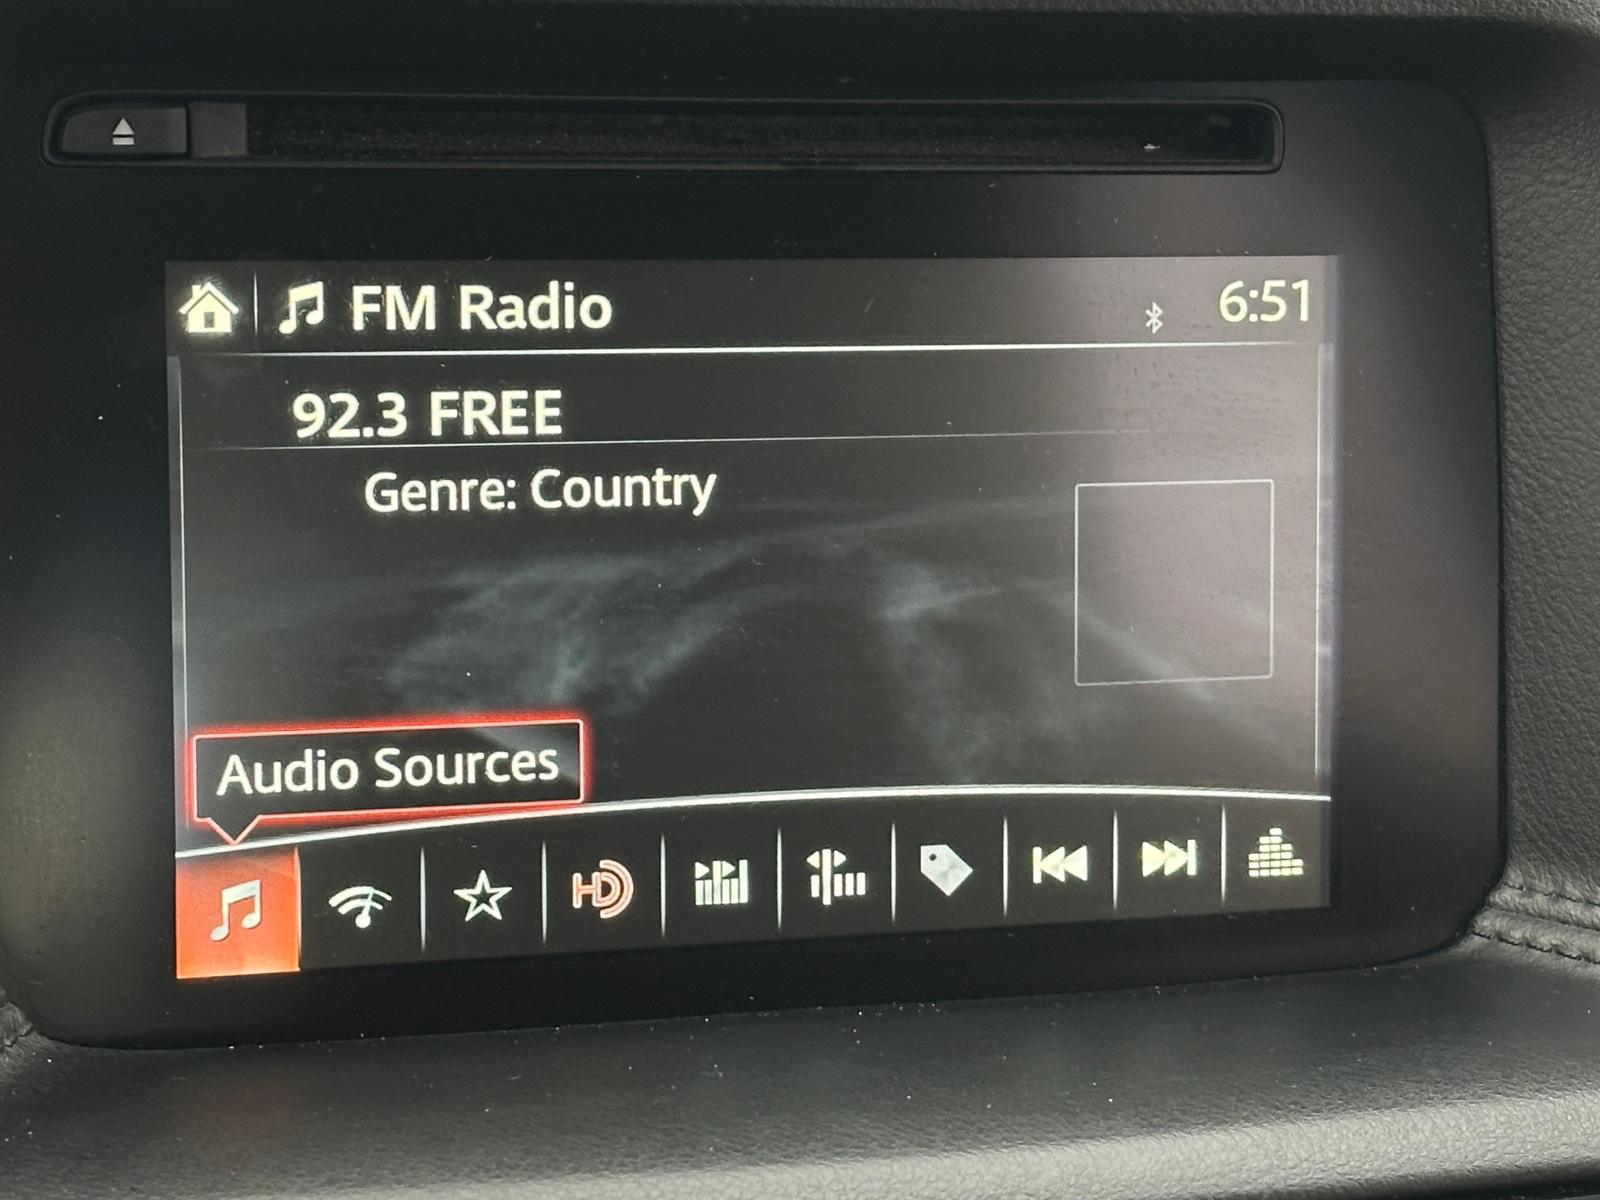 FM Radio
6:51
92.3 FREE
Genre: Country
Audio Sources
HD